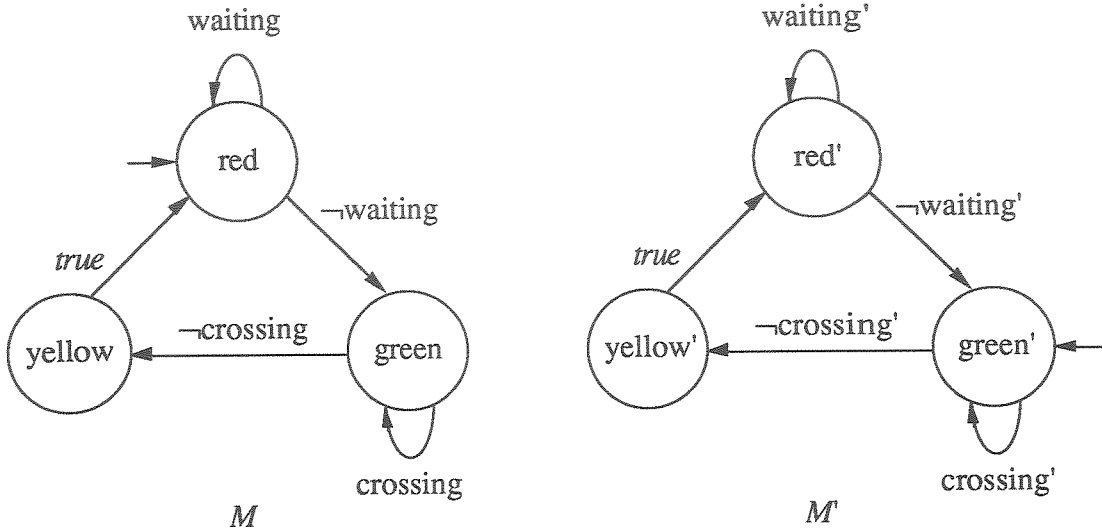 waiting
red
¬waiting
true
yellow
¬crossing
green
crossing
M
waiting'
red'
¬waiting'
true
yellow'
¬crossing'
green'
crossing'
M'